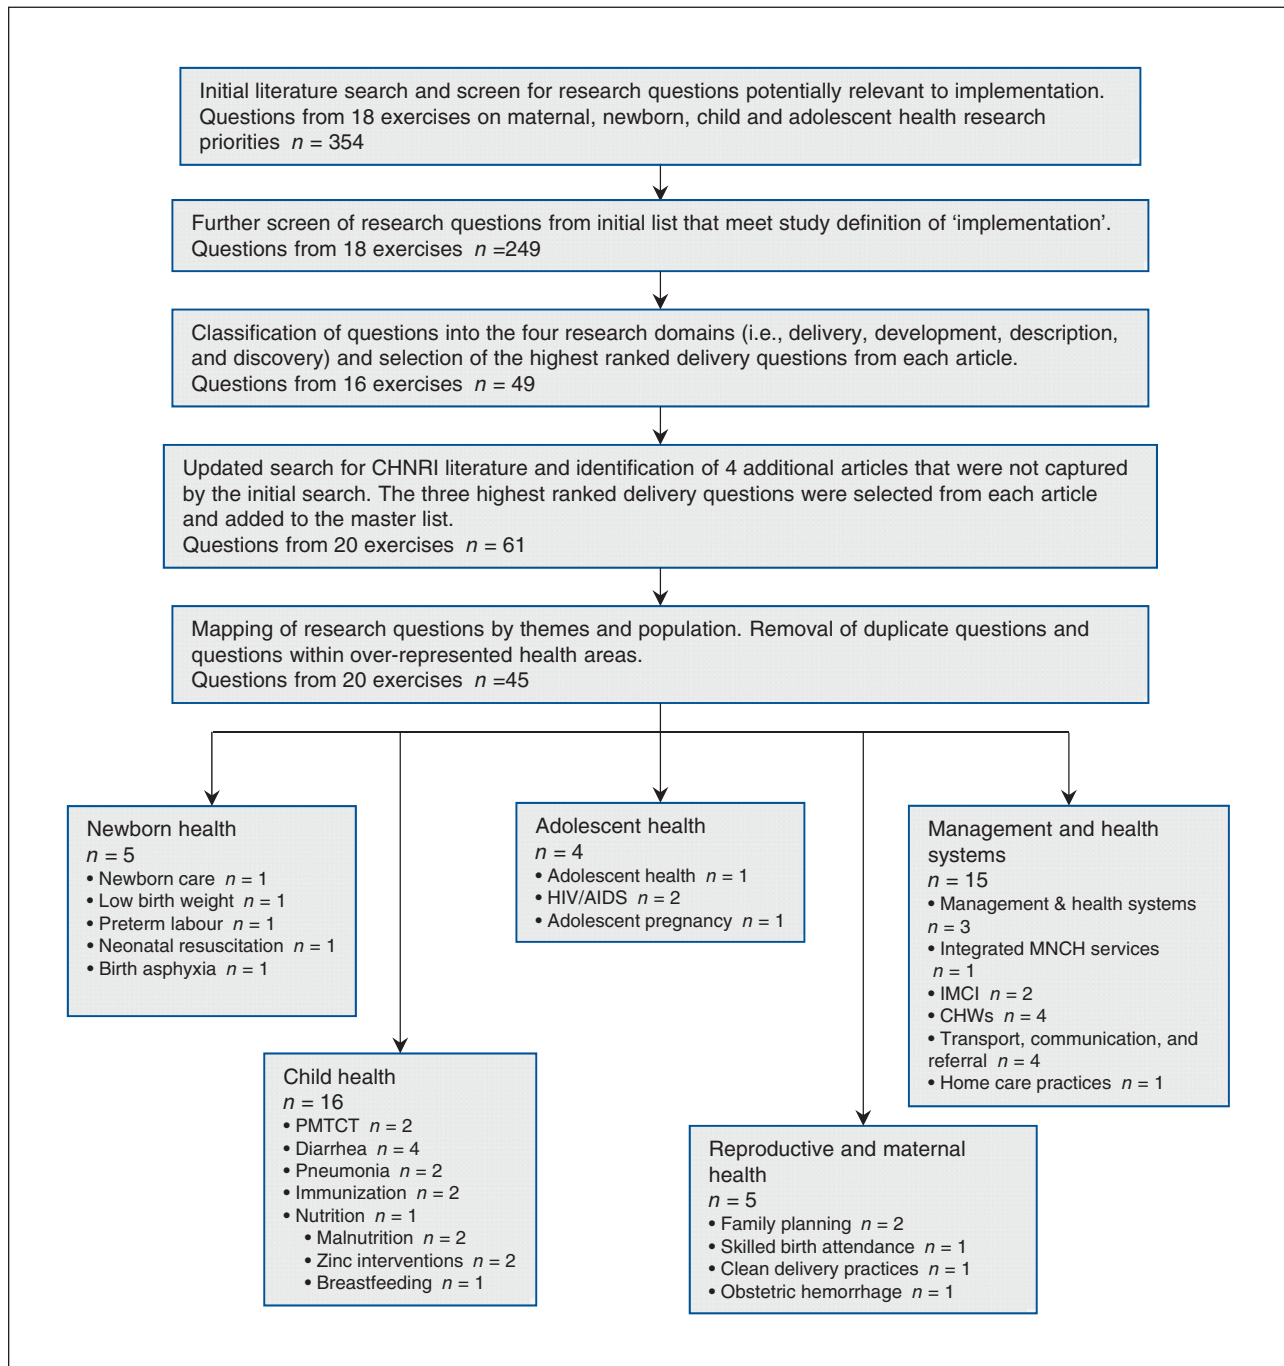 Initial literature search and screen for research questions potentially relevant to implementation.
Questions from 18 exercises on maternal, newborn, child and adolescent health research
priorities n = 354
Further screen of research questions from initial list that meet study definition of ‘implementation’.
Questions from 18 exercises n =249
Classification of questions into the four research domains (i.e., delivery, development, description,
and discovery) and selection of the highest ranked delivery questions from each article.
Questions from 16 exercises n = 49
Updated search for CHNRI literature and identification of 4 additional articles that were not captured
by the initial search. The three highest ranked delivery questions were selected from each article
and added to the master list.
Questions from 20 exercises n = 61
Mapping of research questions by themes and population. Removal of duplicate questions and
questions within over-represented health areas.
Questions from 20 exercises n =45
Newborn health
n = 5
• Newborn care n = 1
• Low birth weight n = 1
• Preterm labour n = 1
• Neonatal resuscitation n = 1
• Birth asphyxia n = 1
Child health
n = 16
• PMTCT n = 2
• Diarrhea n = 4
• Pneumonia n = 2
• Immunization n = 2
• Nutrition n = 1
• Malnutrition n = 2
• Zinc interventions n = 2
• Breastfeeding n = 1
Adolescent health
n = 4
• Adolescent health n = 1
• HIV/AIDS n = 2
• Adolescent pregnancy n = 1
Reproductive and maternal
health
n = 5
• Family planning n = 2
• Skilled birth attendance n = 1
• Clean delivery practices n = 1
• Obstetric hemorrhage n = 1
Management and health
systems
n = 15
• Management & health systems
n = 3
• Integrated MNCH services
n = 1
• IMCI n = 2
• CHWs n = 4
• Transport, communication, and
referral n = 4
• Home care practices n = 1